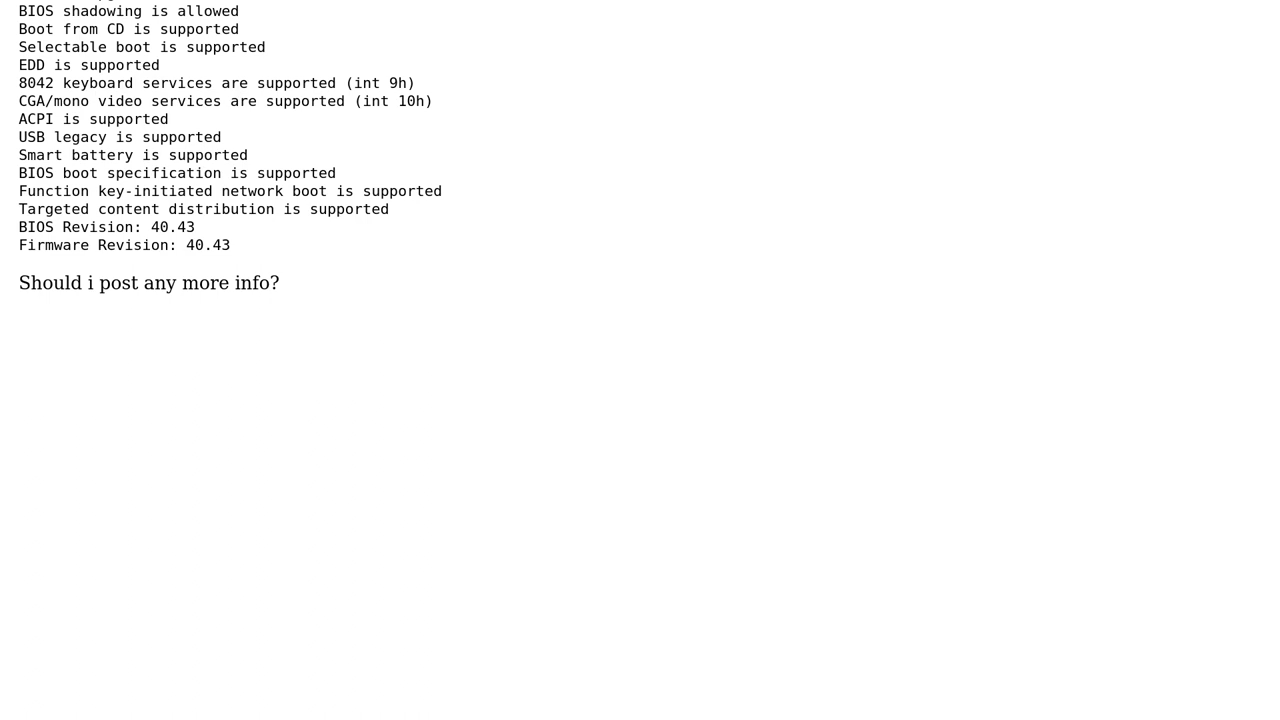 BIOS shadowing is allowed
Boot from CD is supported
Selectable boot is supported
EDD is supported
8042 keyboard services are supported (int 9h)
CGA/mono video services are supported (int 10h)
ACPI is supported
USB legacy is supported
Smart battery is supported
BIOS boot specification is supported
Function key-initiated network boot is supported
Targeted content distribution is supported
BIOS Revision: 40.43
Firmware Revision: 40.43
Should i post any more info?